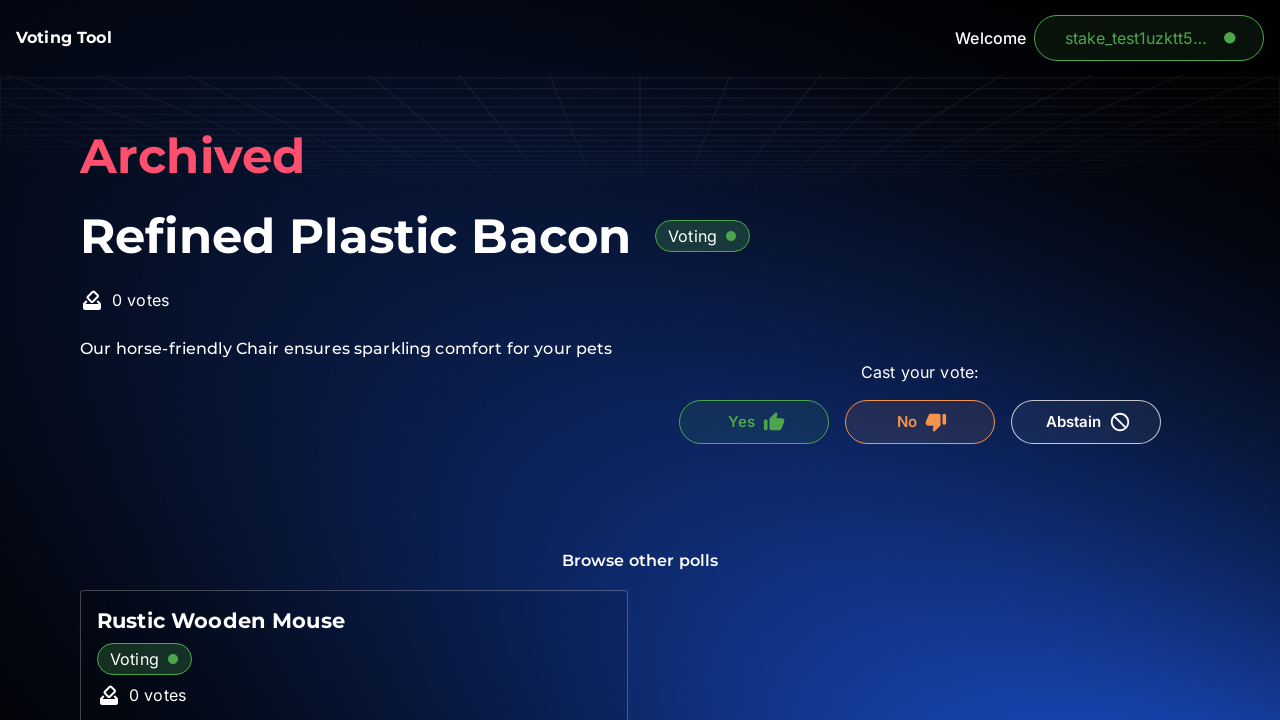 Voting Tool
Welcome
stake_test1uzktt5...
Archived
Refined Plastic Bacon
Voting
0 votes
Our horse-friendly Chair ensures sparkling comfort for your pets
Cast your vote:
Yes
No
Abstain
Browse other polls
Rustic Wooden Mouse
Voting
0 votes